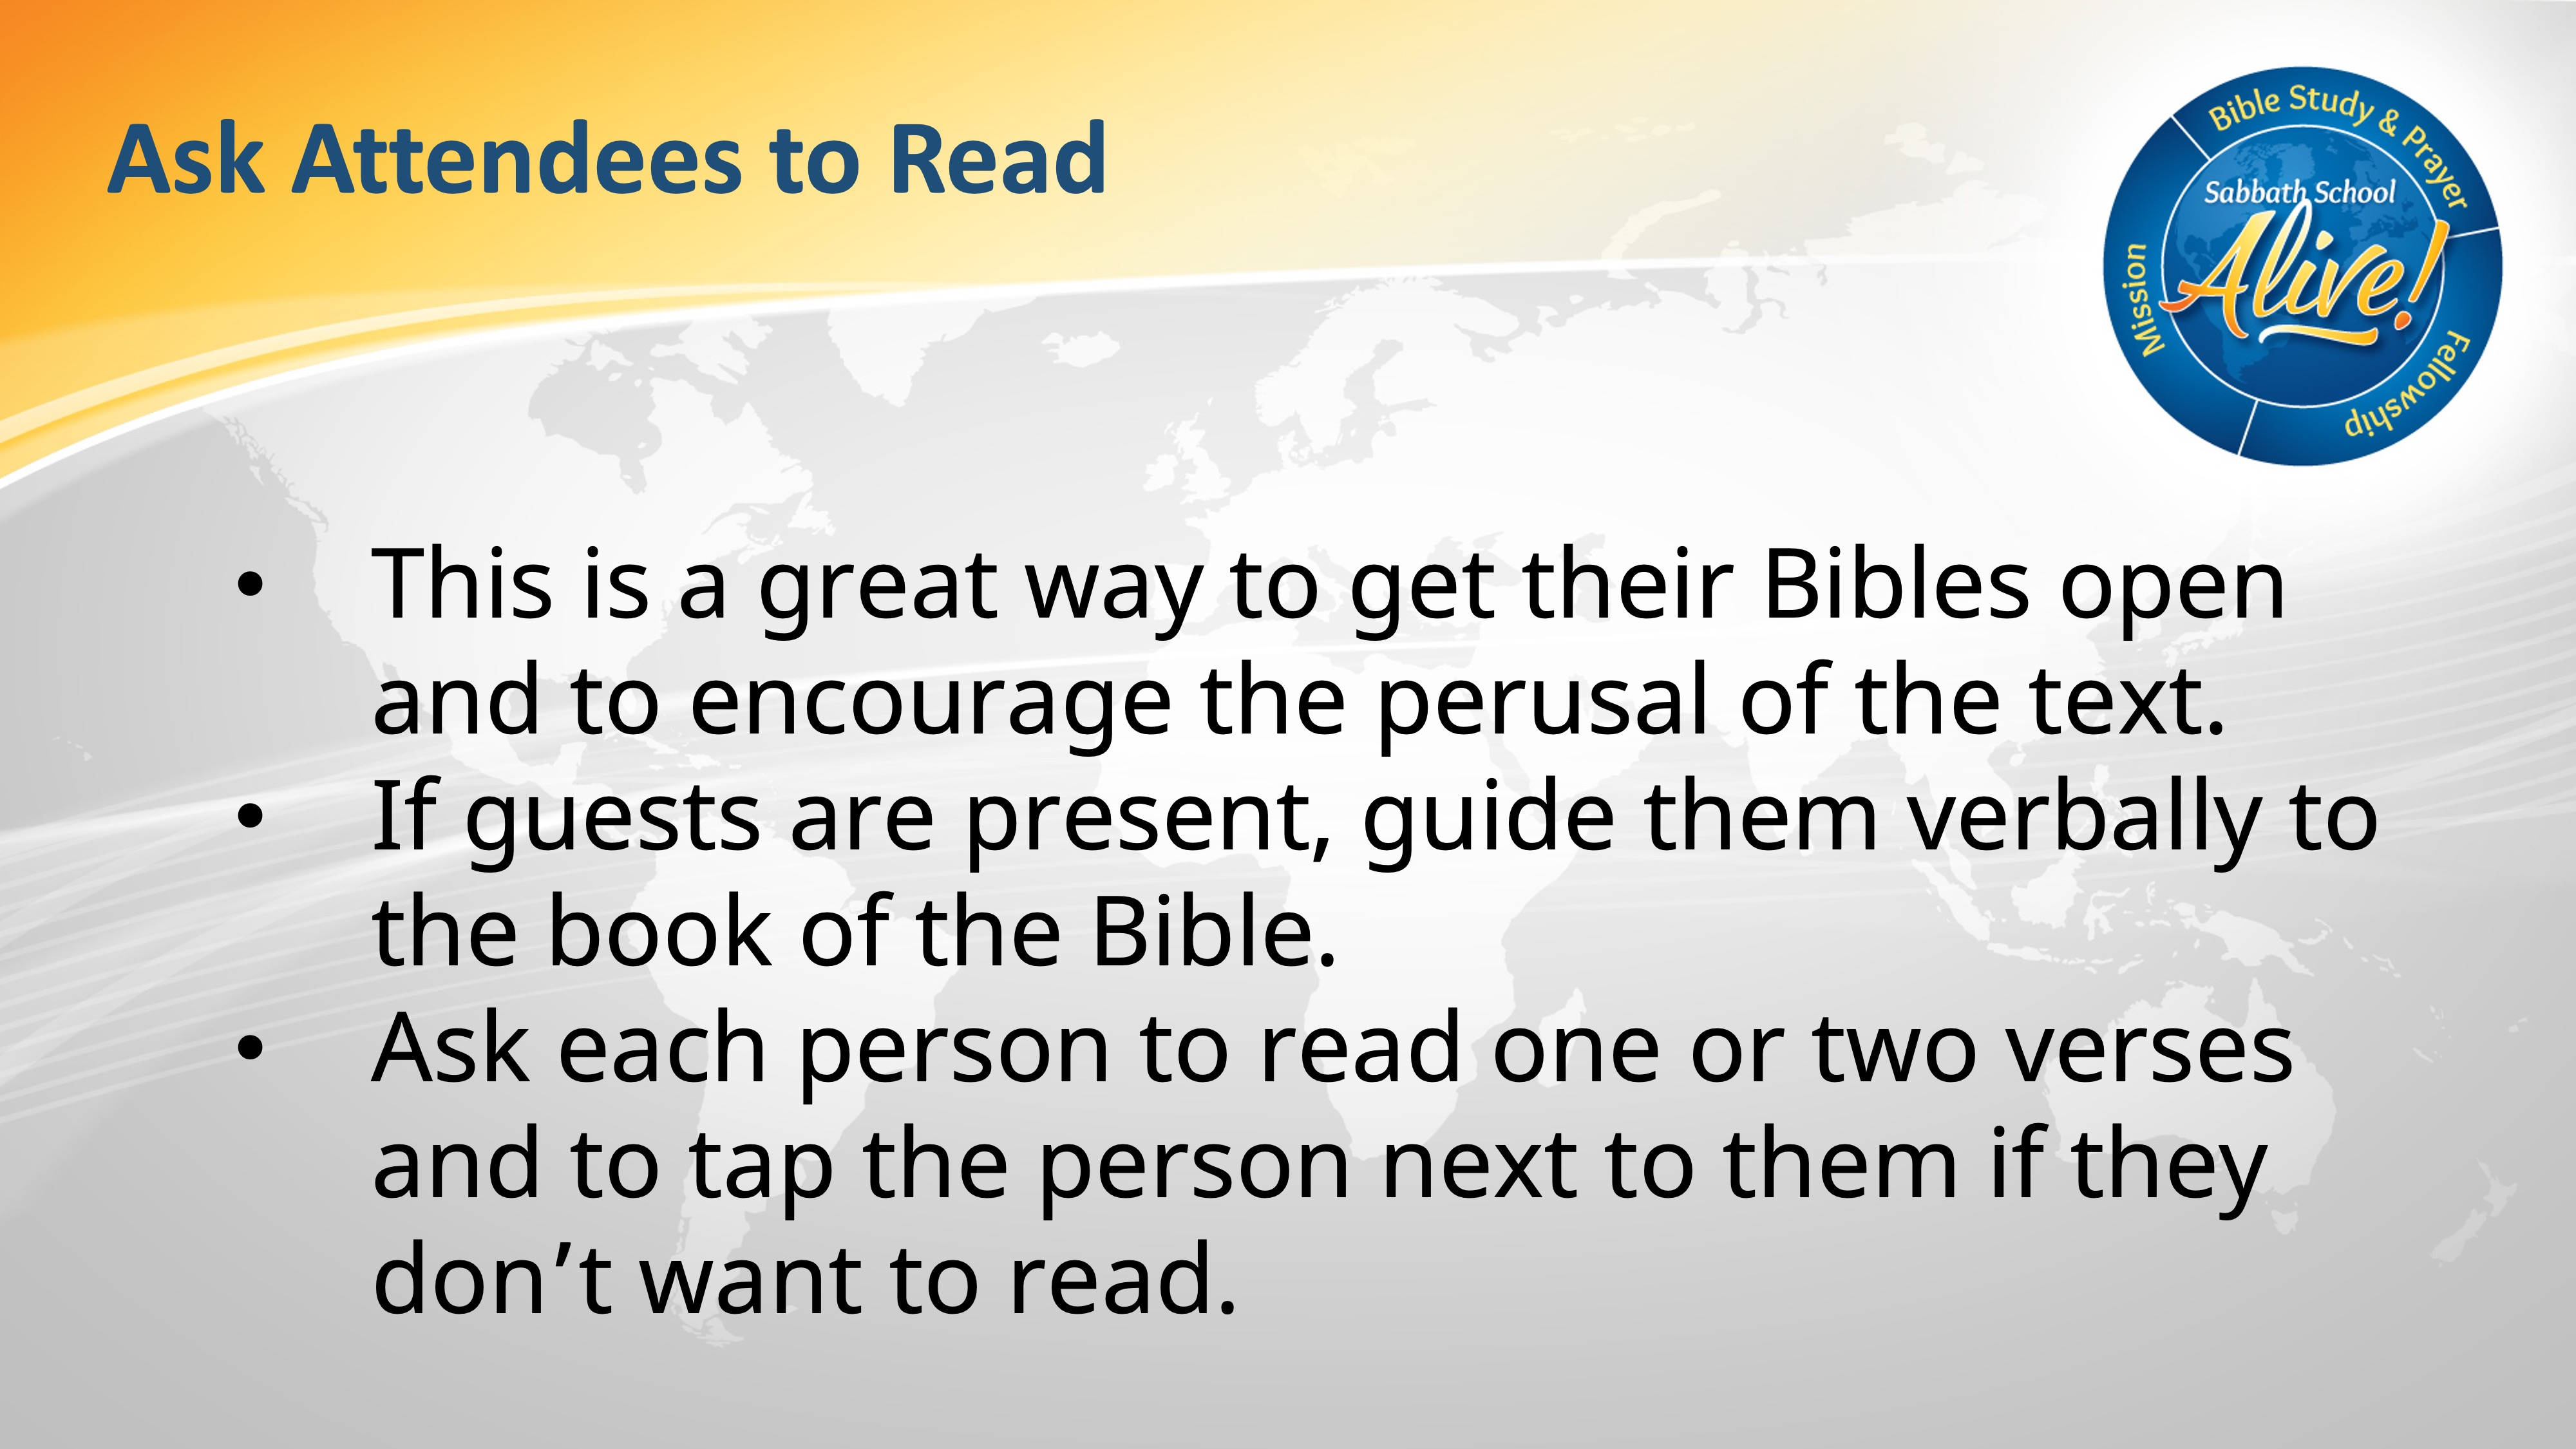 Ask Attendees to Read
Bible Study & Prayer
Sabbath School
Alive!
Mission
Fellowship
• This is a great way to get their Bibles open
and to encourage the perusal of the text.
• If guests are present, guide them verbally to
the book of the Bible.
• Ask each person to read one or two verses
and to tap the person next to them if they
don’t want to read.